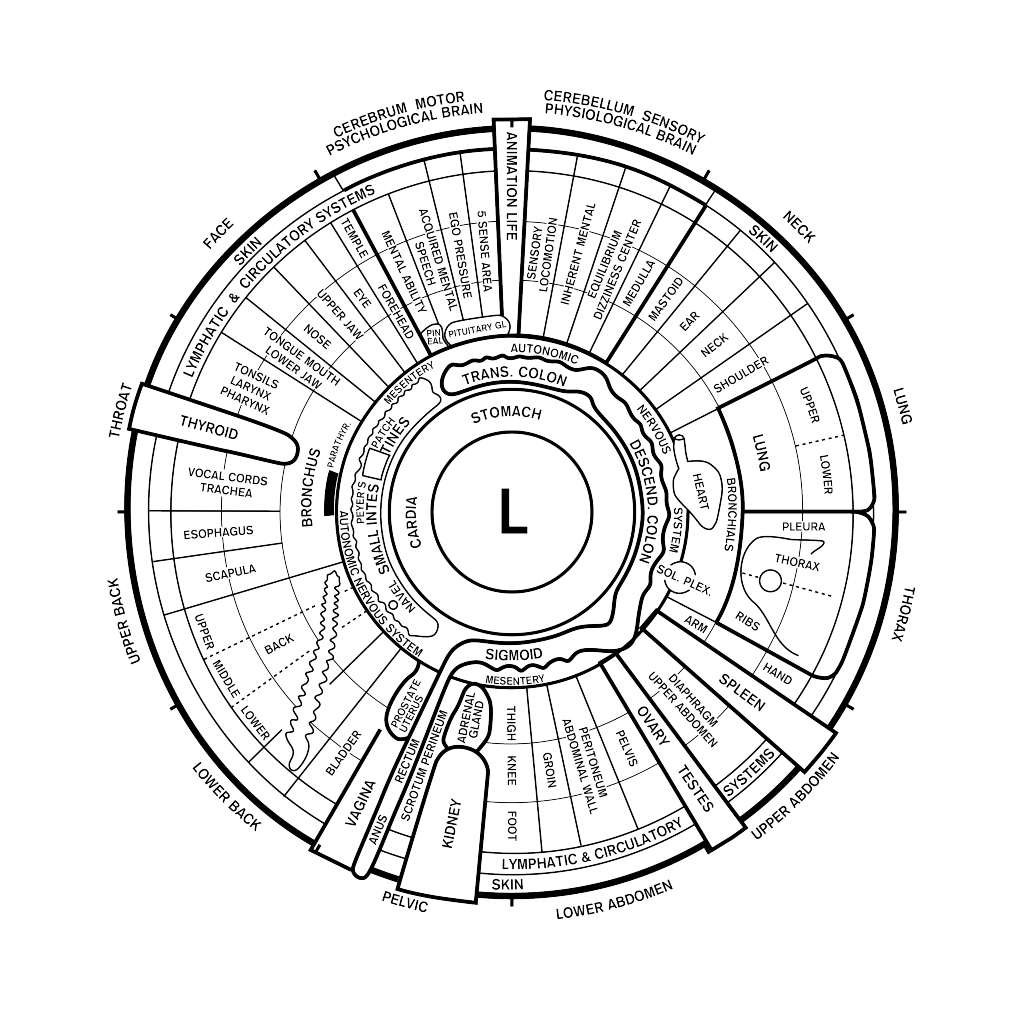 CEREBRUM MOTOR
PSYCHOLOGICAL BRAIN
CEREBELLUM SENSORY
PHYSIOLOGICAL BRAIN
NECK
LUNG
THORAX
UPPER ABDOMEN
LOWER ABDOMEN
PELVIC
LOWER BACK
UPPER BACK
THROAT
FACE
SKIN
LYMPHATIC & CIRCULATORY SYSTEMS
TEMPLE
MENTAL ABILITY
ACQUIRED MENTAL
SPEECH
EGO PRESSURE
5 SENSE AREA
ANIMATION LIFE
SENSORY
LOCOMOTION
INHERENT MENTAL
EQUILIBRIUM
DIZZINESS CENTER
MEDULLA
SKIN
MASTOID
EAR
NECK
SHOULDER
UPPER
LOWER
LUNG
HEART
BRONCHIALS
PLEURA
THORAX
RIBS
SOL. PLEX.
ARM
HAND
SPLEEN
DIAPHRAGM
UPPER ABDOMEN
SYSTEMS
OVARY
TESTES
PELVIS
PERITONEUM
ABDOMINAL WALL
GROIN
THIGH
KNEE
FOOT
LYMPHATIC & CIRCULATORY
SKIN
ADRENAL
GLAND
KIDNEY
SCROTUM PERINEUM
RECTUM
ANUS
VAGINA
PROSTATE
UTERUS
BLADDER
BACK
UPPER
MIDDLE
LOWER
SCAPULA
ESOPHAGUS
VOCAL CORDS
TRACHEA
BRONCHUS
THYROID
PARATHYR.
TONSILS
LARYNX
PHARYNX
TONGUE MOUTH
LOWER JAW
NOSE
UPPER JAW
EYE
FOREHEAD
PIN
EAL
PITUITARY GL
AUTONOMIC
NERVOUS
SYSTEM
MESENTERY
AUTONOMIC NERVOUS SYSTEM
MESENTERY
TRANS. COLON
DESCEND. COLON
SIGMOID
SMALL INTES
TINES
PEYER'S
PATCH
NAVEL
STOMACH
CARDIA
L